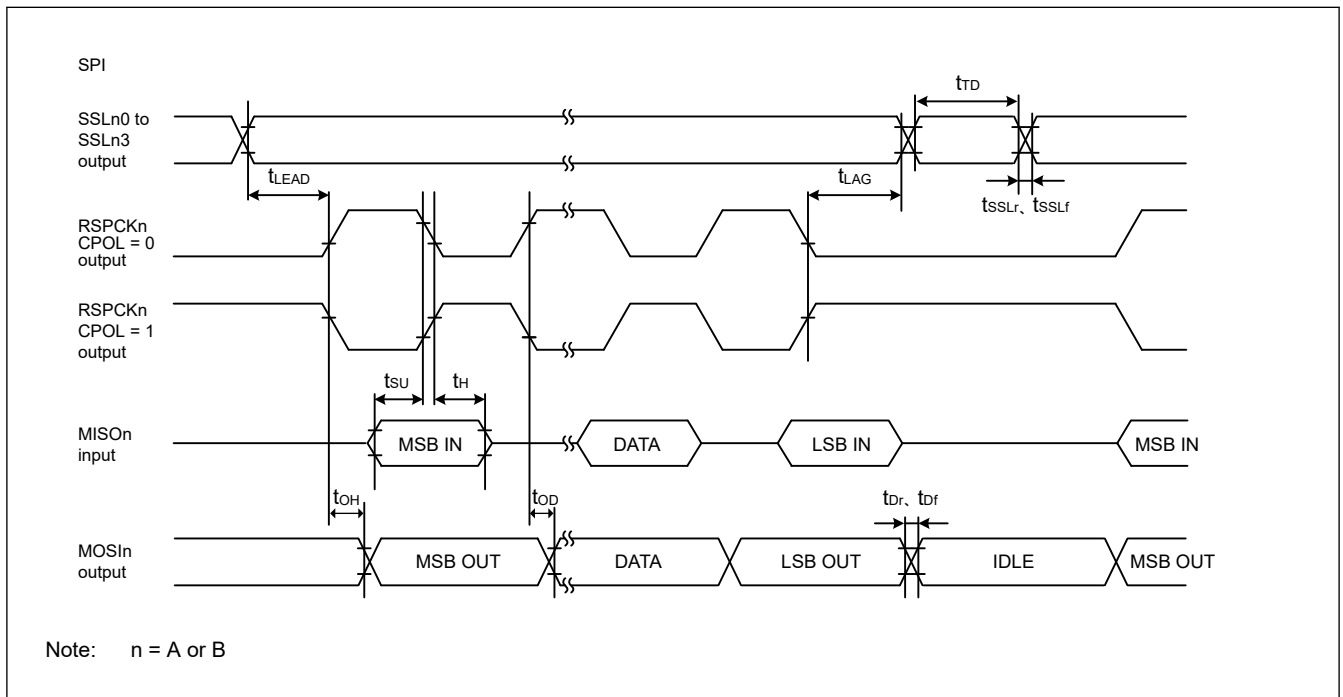 SPI
tTD
SSLn0 to
SSLn3
output
tLEAD
tLAG
tSSLr、tSSLf
RSPCKn
CPOL = 0
output
RSPCKn
CPOL = 1
output
tSU
tH
MISOn
input
MSB IN
DATA
LSB IN
MSB IN
tOH
tOD
tDr、tDf
MOSIn
output
MSB OUT
DATA
LSB OUT
IDLE
MSB OUT
Note: n = A or B